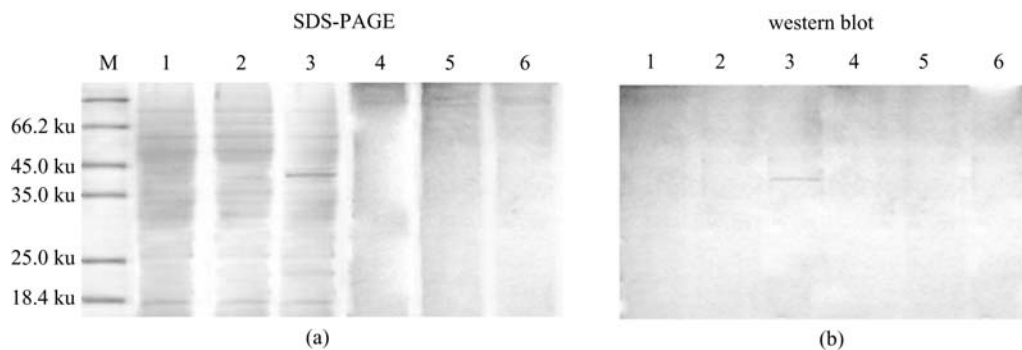 SDS-PAGE
western blot
M 1 2 3 4 5 6
1 2 3 4 5 6
66.2 ku
45.0 ku
35.0 ku
25.0 ku
18.4 ku
(a)
(b)